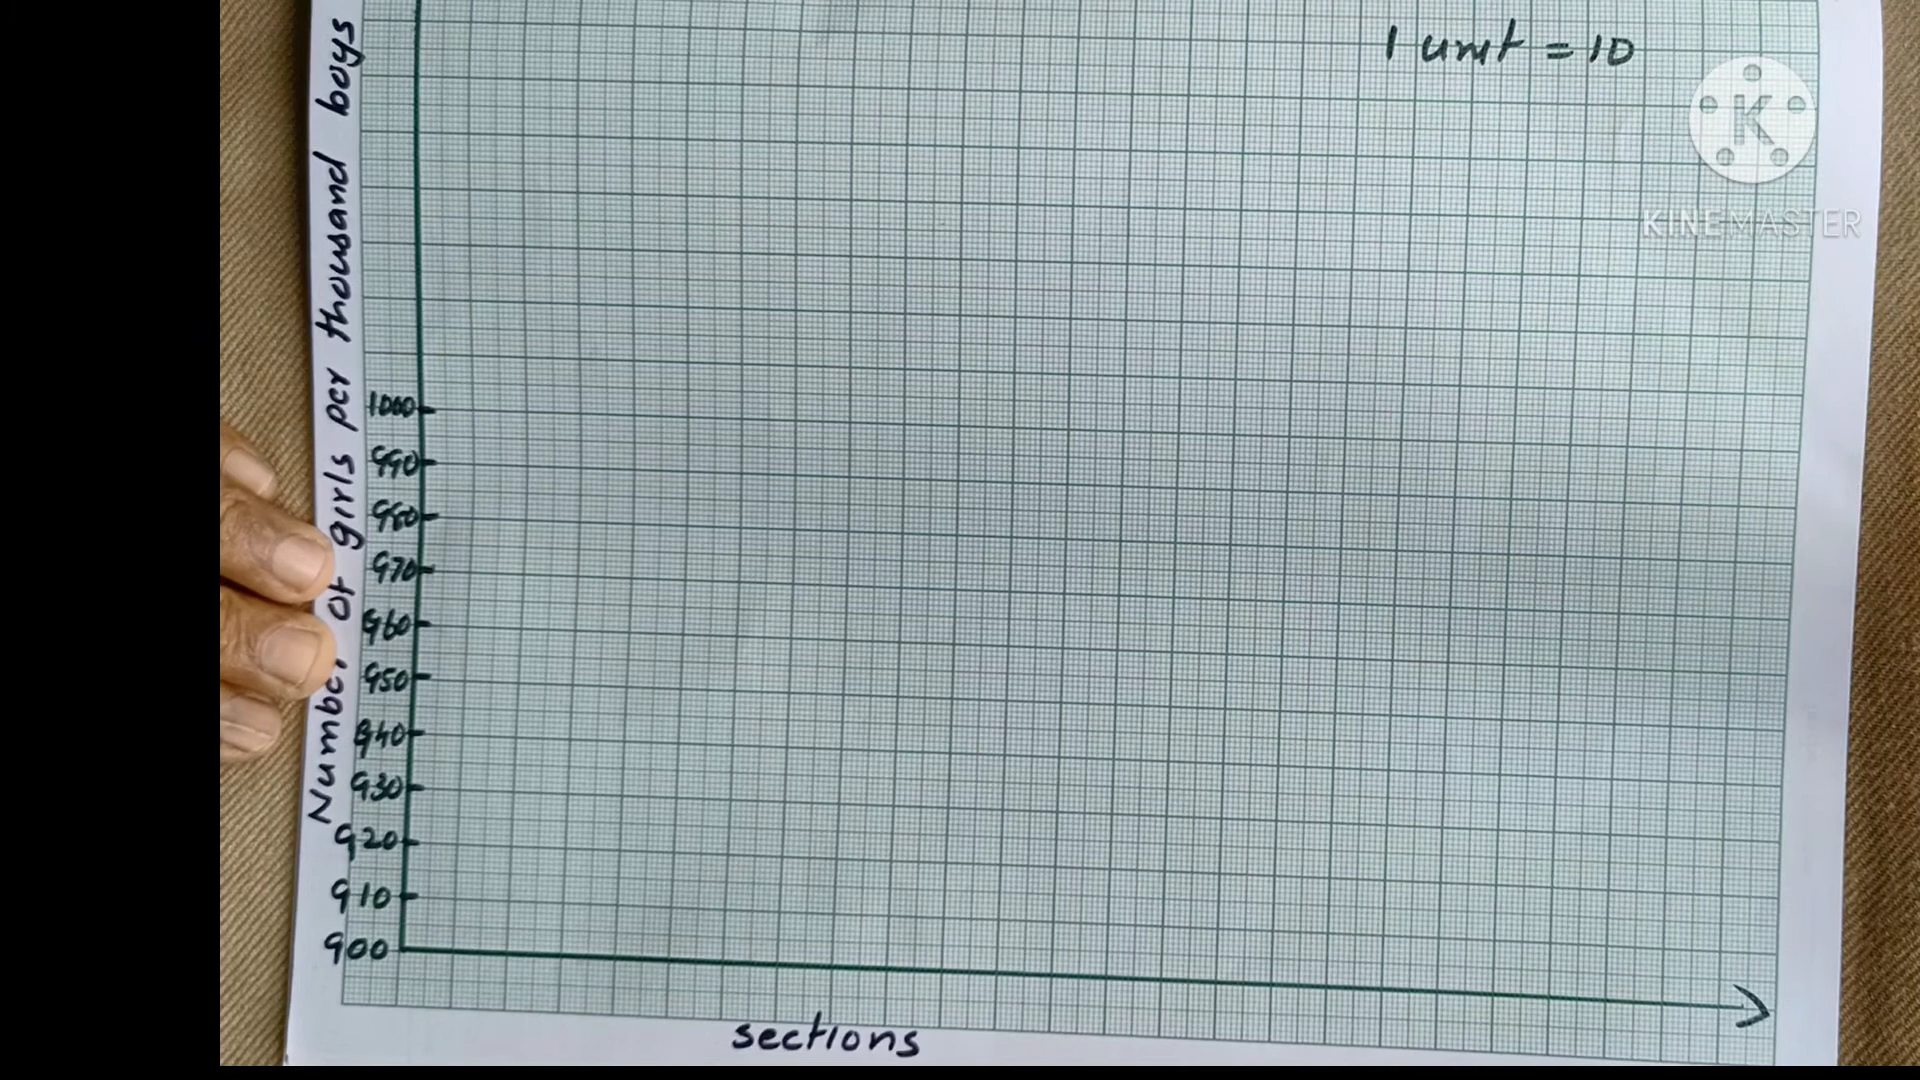 1 unit = 10
KINEMASTER
Number of girls per thousand boys
1000
990
980
970
960
950
940
930
920
910
900
sections